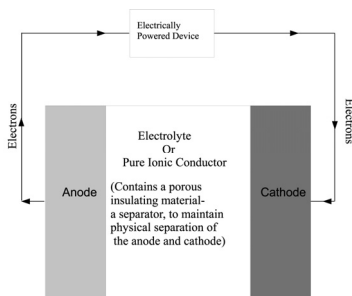 Electrically
Powered Device
Electrons
Electrons
Electrolyte
Or
Pure Ionic Conductor
(Contains a porous
insulating material-
a separator, to maintain
physical separation of
the anode and cathode)
Anode
Cathode